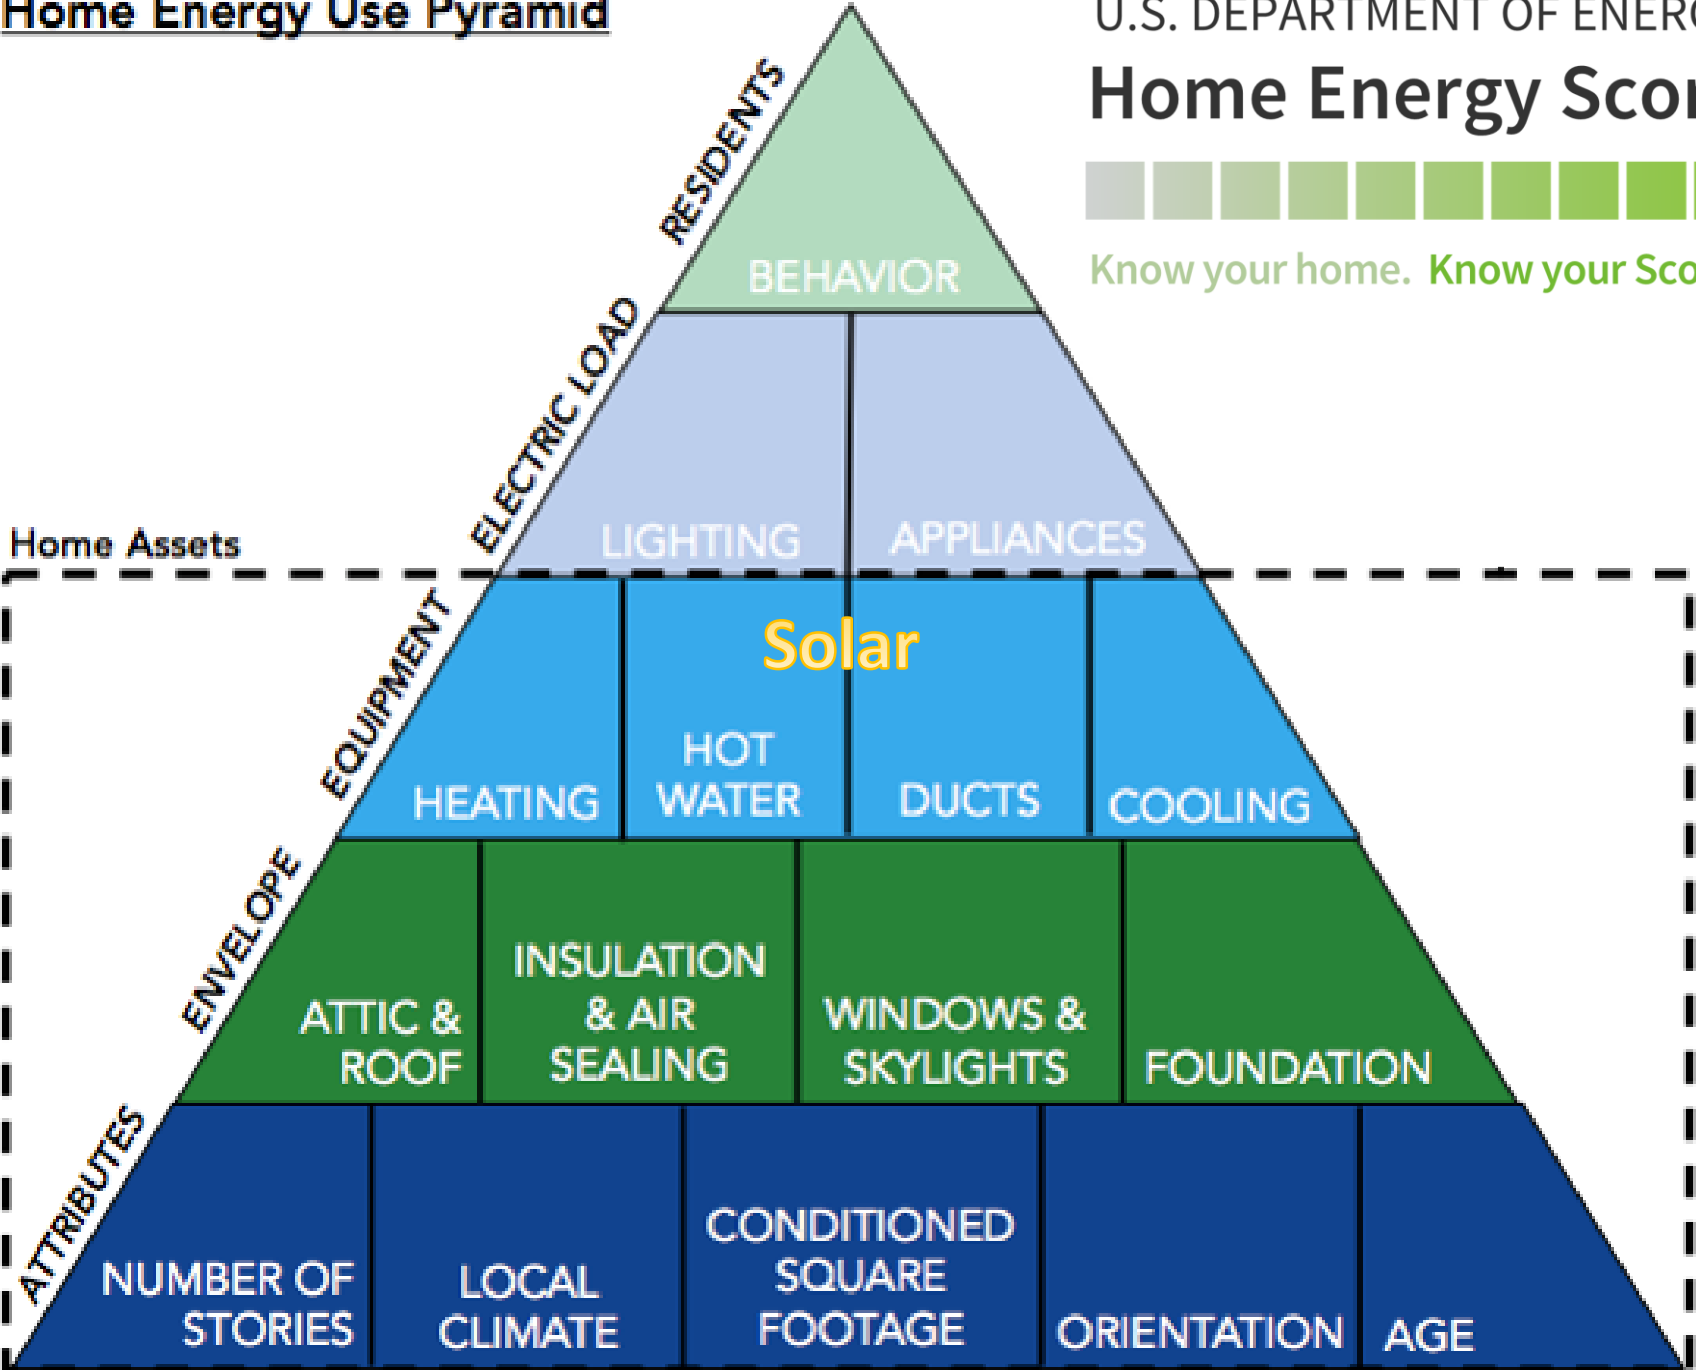 Home Energy Use Pyramid
U.S. DEPARTMENT OF ENERG
Home Energy Scor
Know your home. Know your Sco
RESIDENTS
BEHAVIOR
ELECTRIC LOAD
LIGHTING
APPLIANCES
Home Assets
EQUIPMENT
Solar
HEATING
HOT
WATER
DUCTS
COOLING
ENVELOPE
ATTIC &
ROOF
INSULATION
& AIR
SEALING
WINDOWS &
SKYLIGHTS
FOUNDATION
ATTRIBUTES
NUMBER OF
STORIES
LOCAL
CLIMATE
CONDITIONED
SQUARE
FOOTAGE
ORIENTATION
AGE